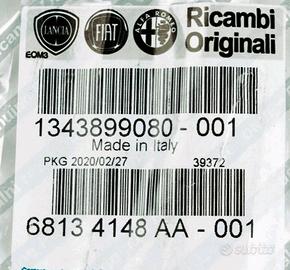 LANCIA
FIAT
ALFA ROMEO
Ricambi
Originali
EOM3
1343899080 - 001
Made in Italy
PKG 2020/02/27 39372
6813 4148 AA - 001
subito